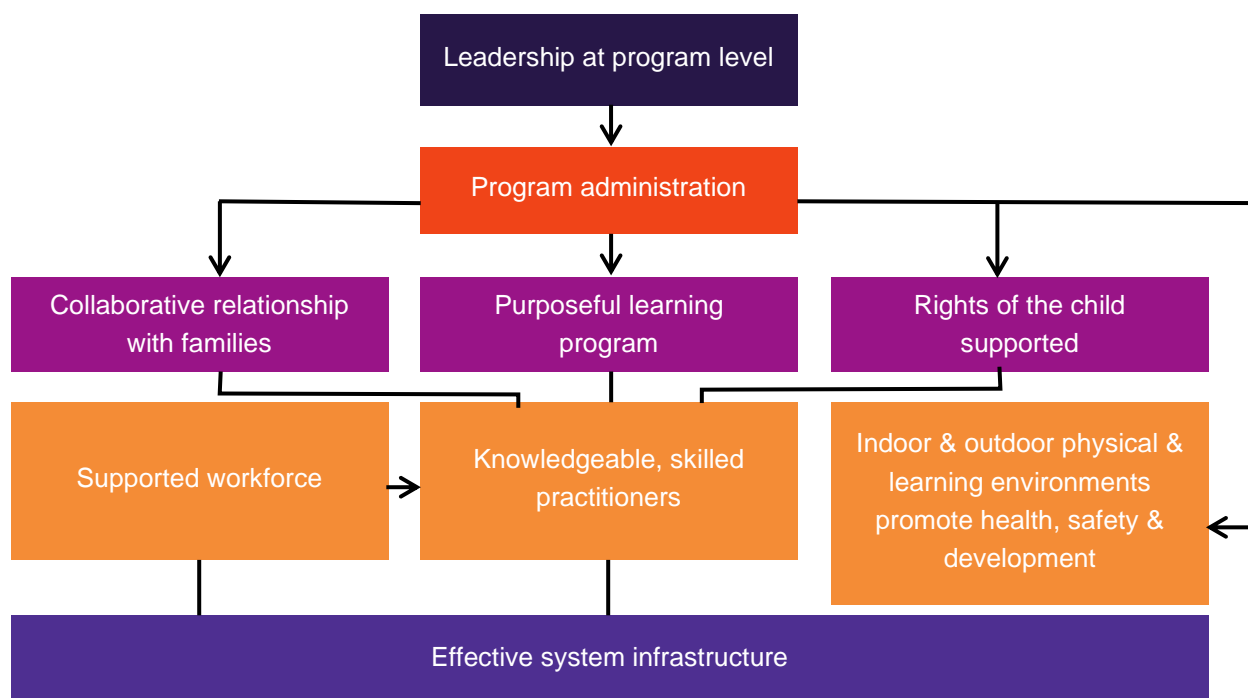 Leadership at program level
Program administration
Collaborative relationship
with families
Purposeful learning
program
Rights of the child
supported
Supported workforce
Knowledgeable, skilled
practitioners
Indoor & outdoor physical &
learning environments
promote health, safety &
development
Effective system infrastructure